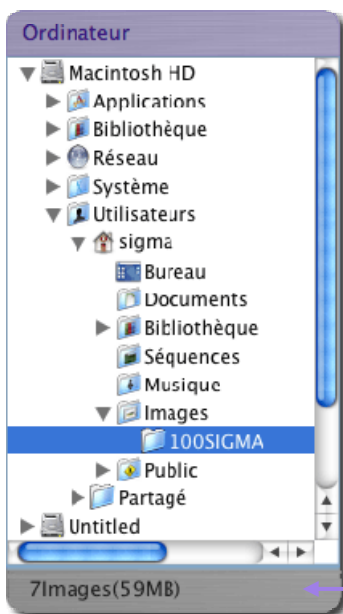 Ordinateur
Macintosh HD
Applications
Bibliothèque
Réseau
Système
Utilisateurs
sigma
Bureau
Documents
Bibliothèque
Séquences
Musique
Images
100SIGMA
Public
Partagé
Untitled
7Images(59MB)